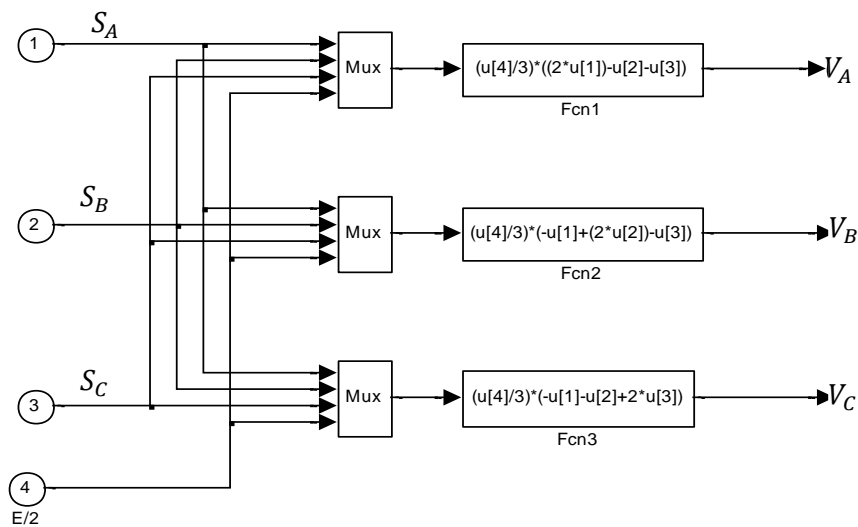 S_A
1
Mux
(u[4]/3)*((2*u[1])-u[2]-u[3])
V_A
Fcn1
S_B
2
Mux
(u[4]/3)*(-u[1]+(2*u[2])-u[3])
V_B
Fcn2
S_C
3
Mux
(u[4]/3)*(-u[1]-u[2]+2*u[3])
V_C
Fcn3
4
E/2